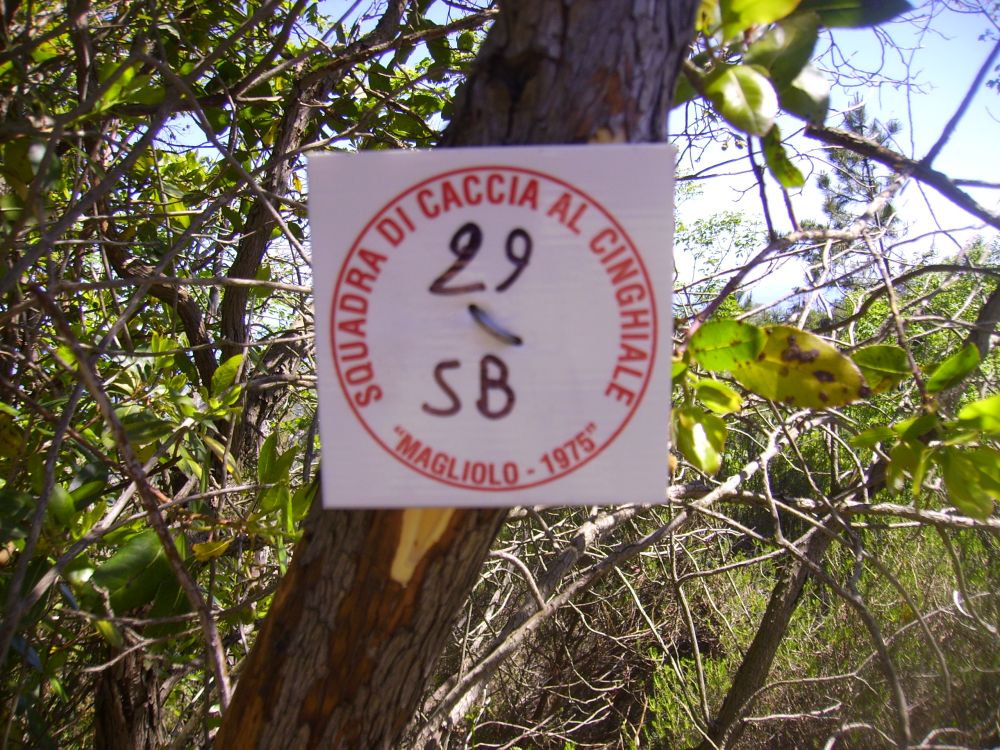 SQUADRA DI CACCIA AL CINGHIALE
29
SB
"MAGLIOLO - 1975"